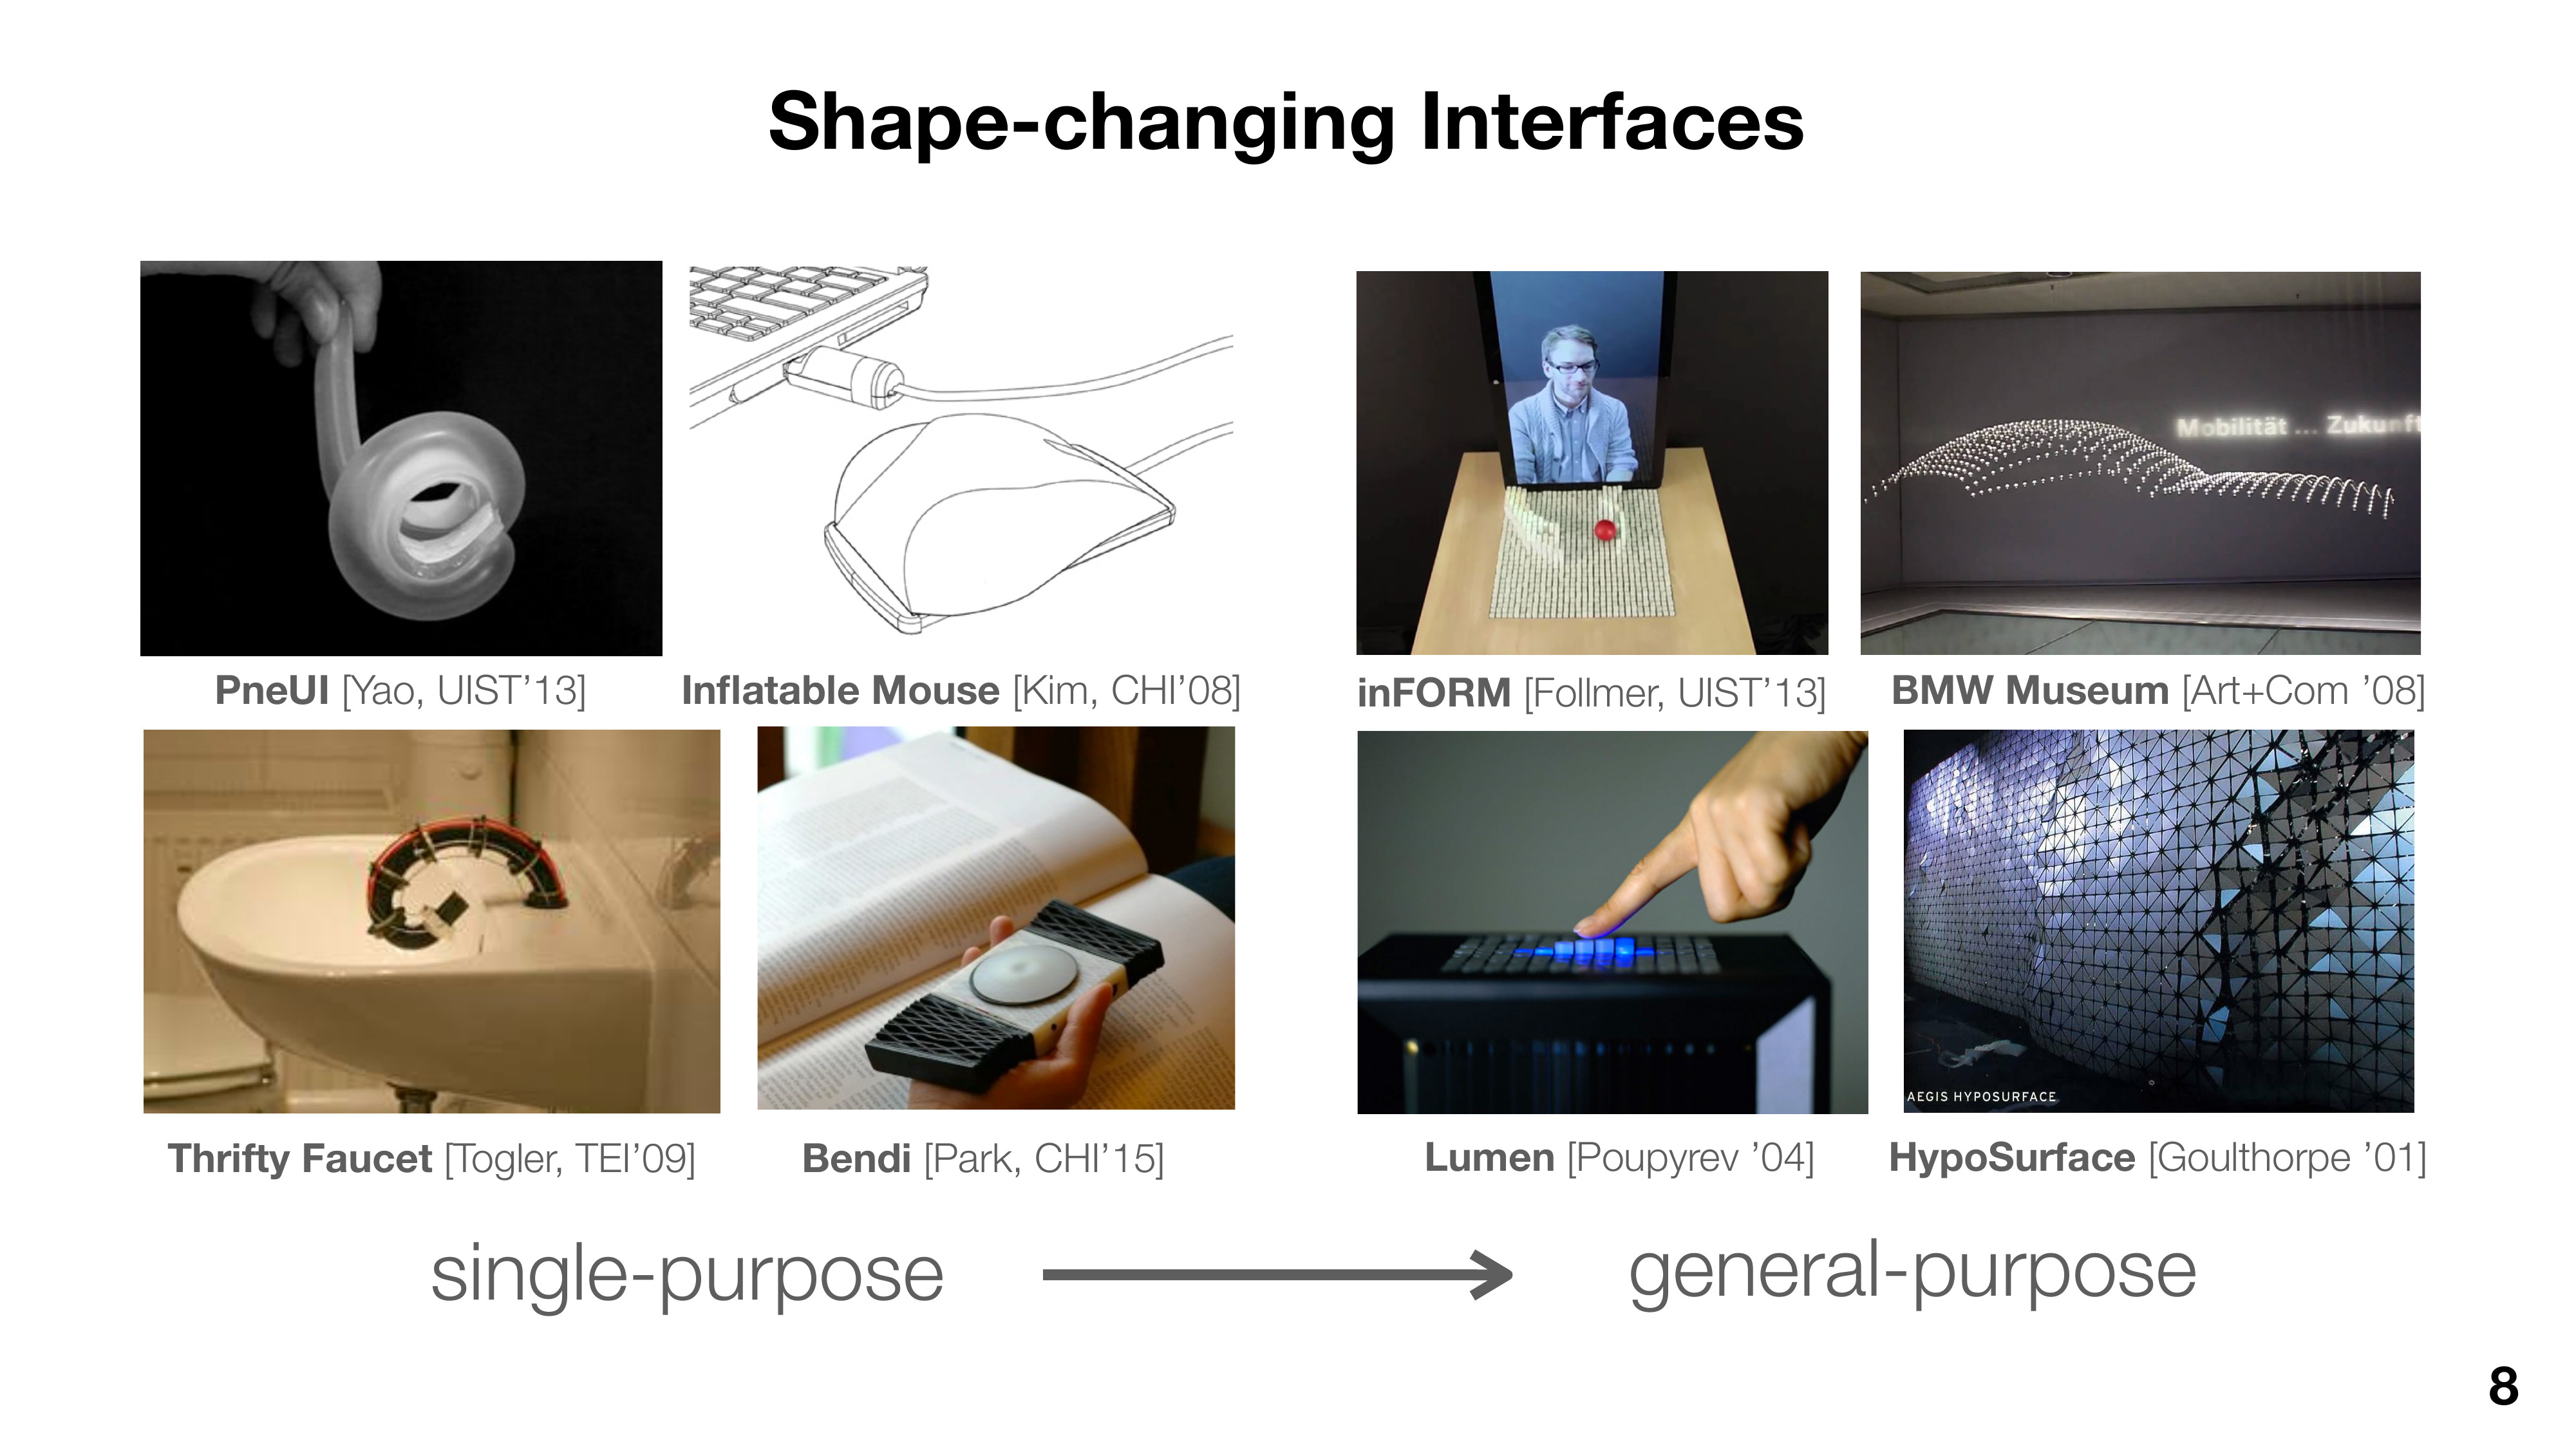 Shape-changing Interfaces
Mobilität ... Zukunft
PneUI [Yao, UIST’13]
Inflatable Mouse [Kim, CHI’08]
inFORM [Follmer, UIST’13]
BMW Museum [Art+Com ’08]
AEGIS HYPOSURFACE
Thrifty Faucet [Togler, TEI’09]
Bendi [Park, CHI’15]
Lumen [Poupyrev ’04]
HypoSurface [Goulthorpe ’01]
single-purpose
general-purpose
8